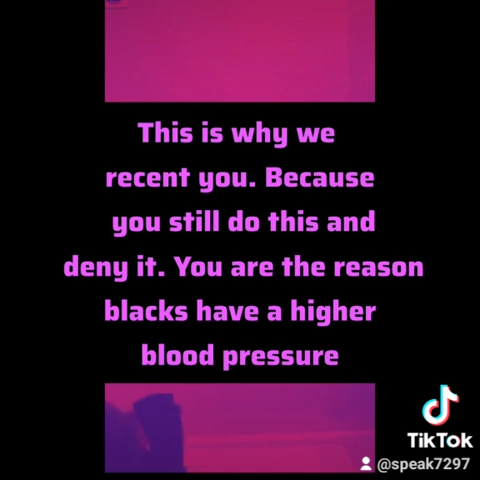 This is why we
recent you. Because
you still do this and
deny it. You are the reason
blacks have a higher
blood pressure
TikTok
@speak7297